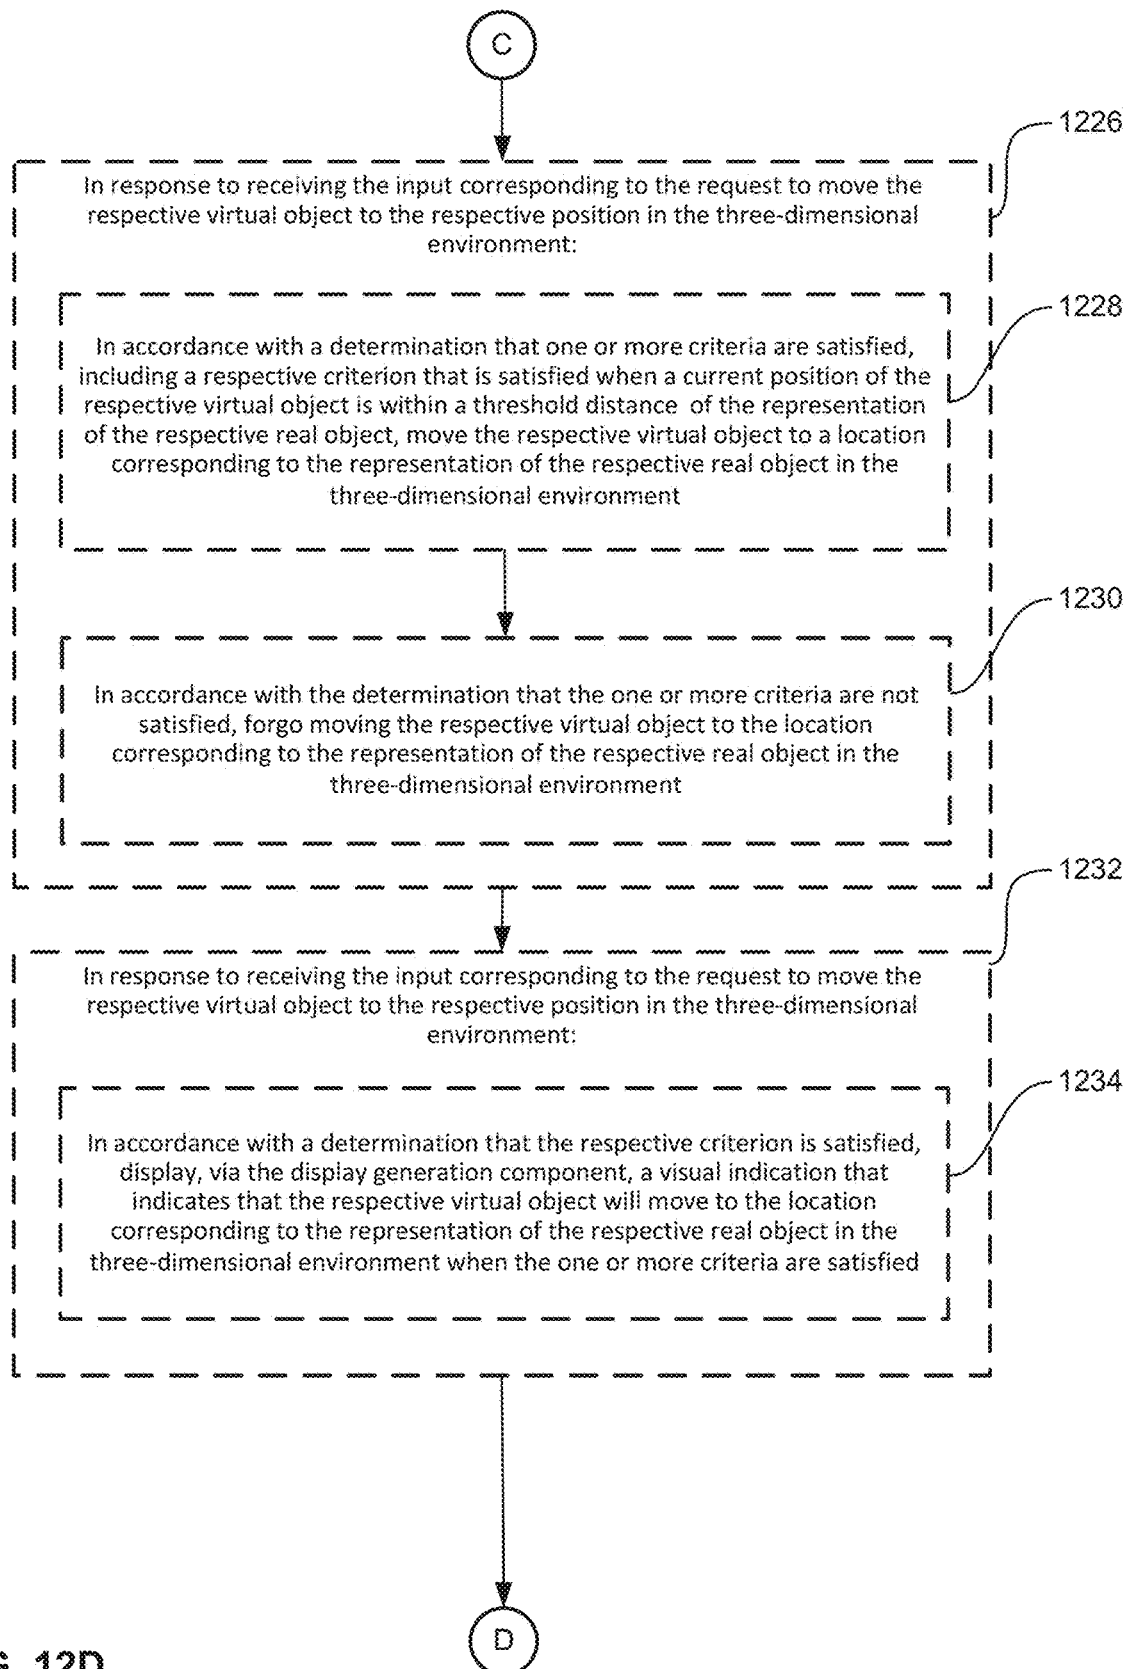 C
1226
In response to receiving the input corresponding to the request to move the
respective virtual object to the respective position in the three-dimensional
environment:
1228
In accordance with a determination that one or more criteria are satisfied,
including a respective criterion that is satisfied when a current position of the
respective virtual object is within a threshold distance of the representation
of the respective real object, move the respective virtual object to a location
corresponding to the representation of the respective real object in the
three-dimensional environment
1230
In accordance with the determination that the one or more criteria are not
satisfied, forgo moving the respective virtual object to the location
corresponding to the representation of the respective real object in the
three-dimensional environment
1232
In response to receiving the input corresponding to the request to move the
respective virtual object to the respective position in the three-dimensional
environment:
1234
In accordance with a determination that the respective criterion is satisfied,
display, via the display generation component, a visual indication that
indicates that the respective virtual object will move to the location
corresponding to the representation of the respective real object in the
three-dimensional environment when the one or more criteria are satisfied
D
12D